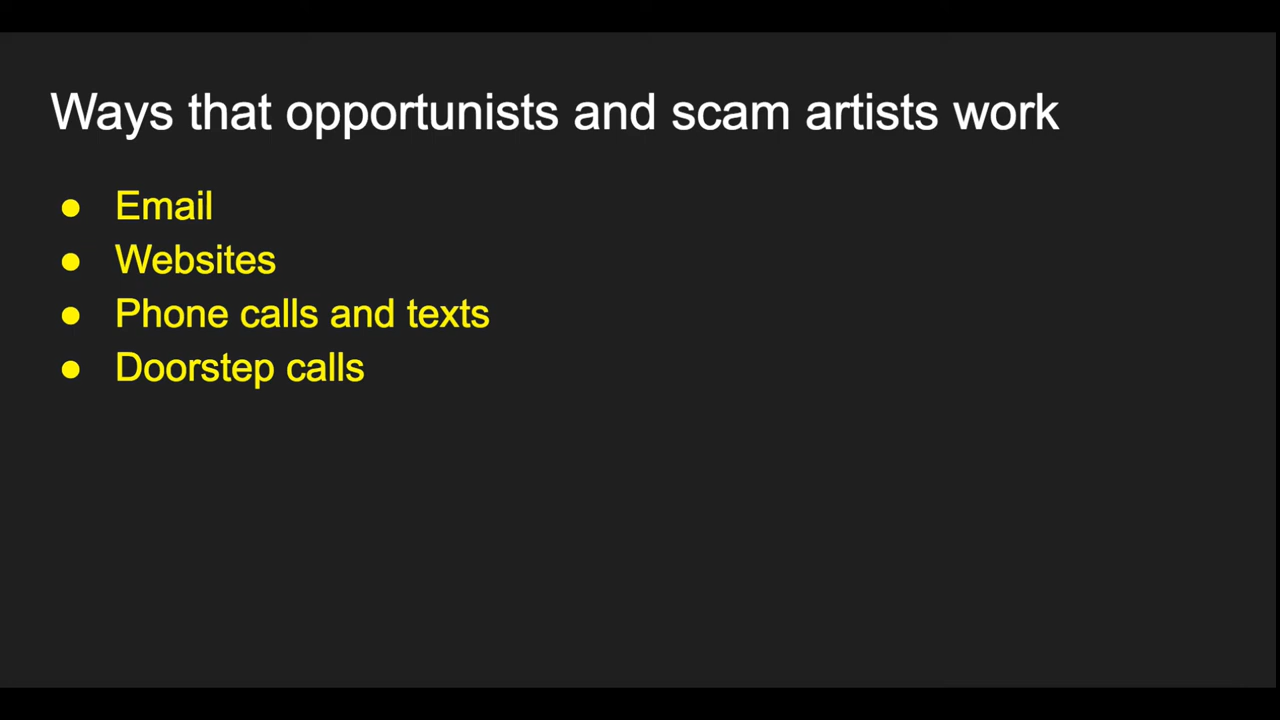 Ways that opportunists and scam artists work
● Email
● Websites
● Phone calls and texts
● Doorstep calls